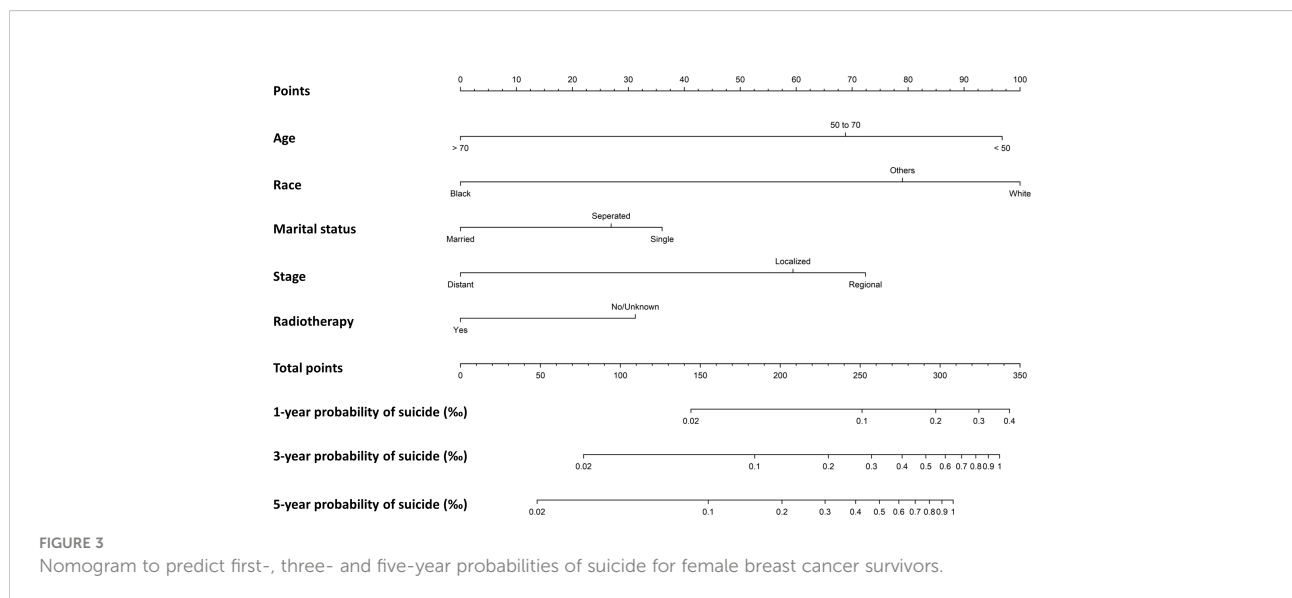 0 10 20 30 40 50 60 70 80 90 100
Points
50 to 70
Age
> 70 < 50
Others
Race
Black White
Seperated
Marital status
Married Single
Localized
Stage
Distant Regional
No/Unknown
Radiotherapy
Yes
Total points
0 50 100 150 200 250 300 350
1-year probability of suicide (‰)
0.02 0.1 0.2 0.3 0.4
3-year probability of suicide (‰)
0.02 0.1 0.2 0.3 0.4 0.5 0.6 0.7 0.8 0.9 1
5-year probability of suicide (‰)
0.02 0.1 0.2 0.3 0.4 0.5 0.6 0.7 0.8 0.9 1
FIGURE 3
Nomogram to predict first-, three- and five-year probabilities of suicide for female breast cancer survivors.